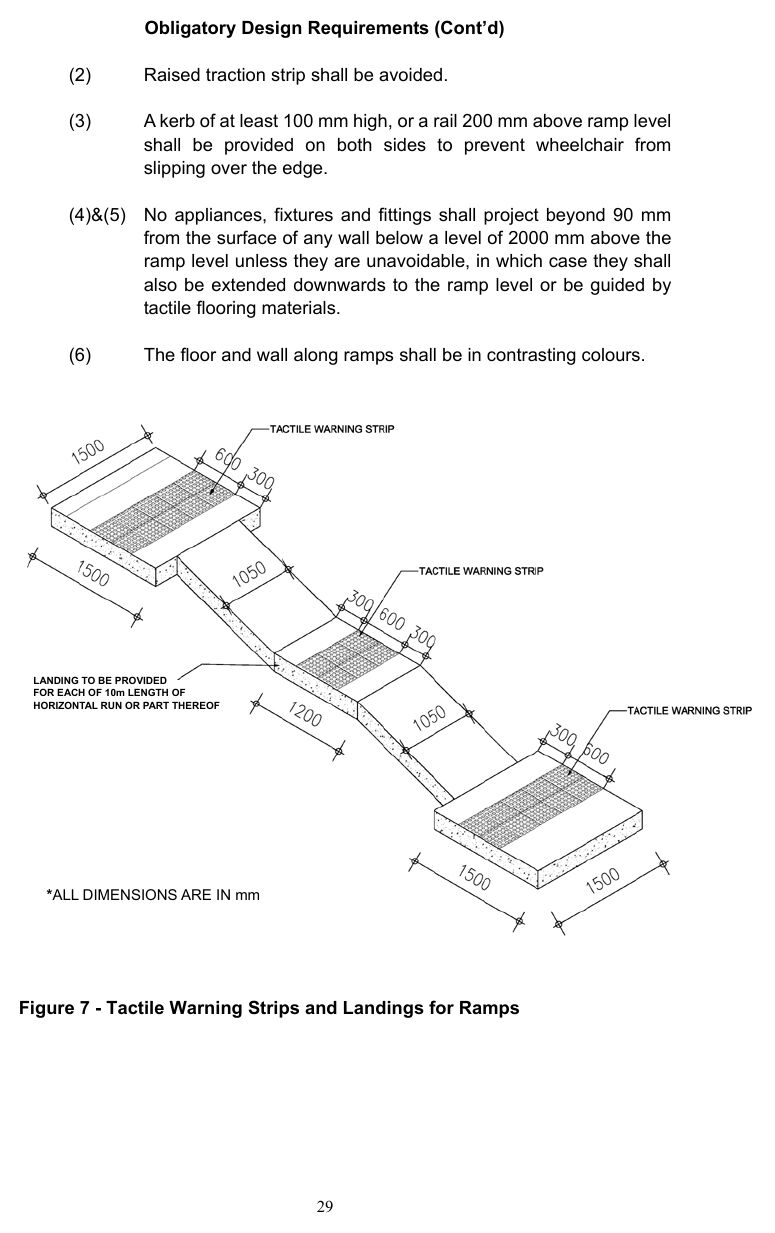 Obligatory Design Requirements (Cont’d)
(2) Raised traction strip shall be avoided.
(3) A kerb of at least 100 mm high, or a rail 200 mm above ramp level
shall be provided on both sides to prevent wheelchair from
slipping over the edge.
(4)&(5) No appliances, fixtures and fittings shall project beyond 90 mm
from the surface of any wall below a level of 2000 mm above the
ramp level unless they are unavoidable, in which case they shall
also be extended downwards to the ramp level or be guided by
tactile flooring materials.
(6) The floor and wall along ramps shall be in contrasting colours.
TACTILE WARNING STRIP
1500
600
300
1500
1050
TACTILE WARNING STRIP
300
600
300
LANDING TO BE PROVIDED
FOR EACH OF 10m LENGTH OF
HORIZONTAL RUN OR PART THEREOF
1200
1050
TACTILE WARNING STRIP
300
600
1500
1500
*ALL DIMENSIONS ARE IN mm
Figure 7 - Tactile Warning Strips and Landings for Ramps
29